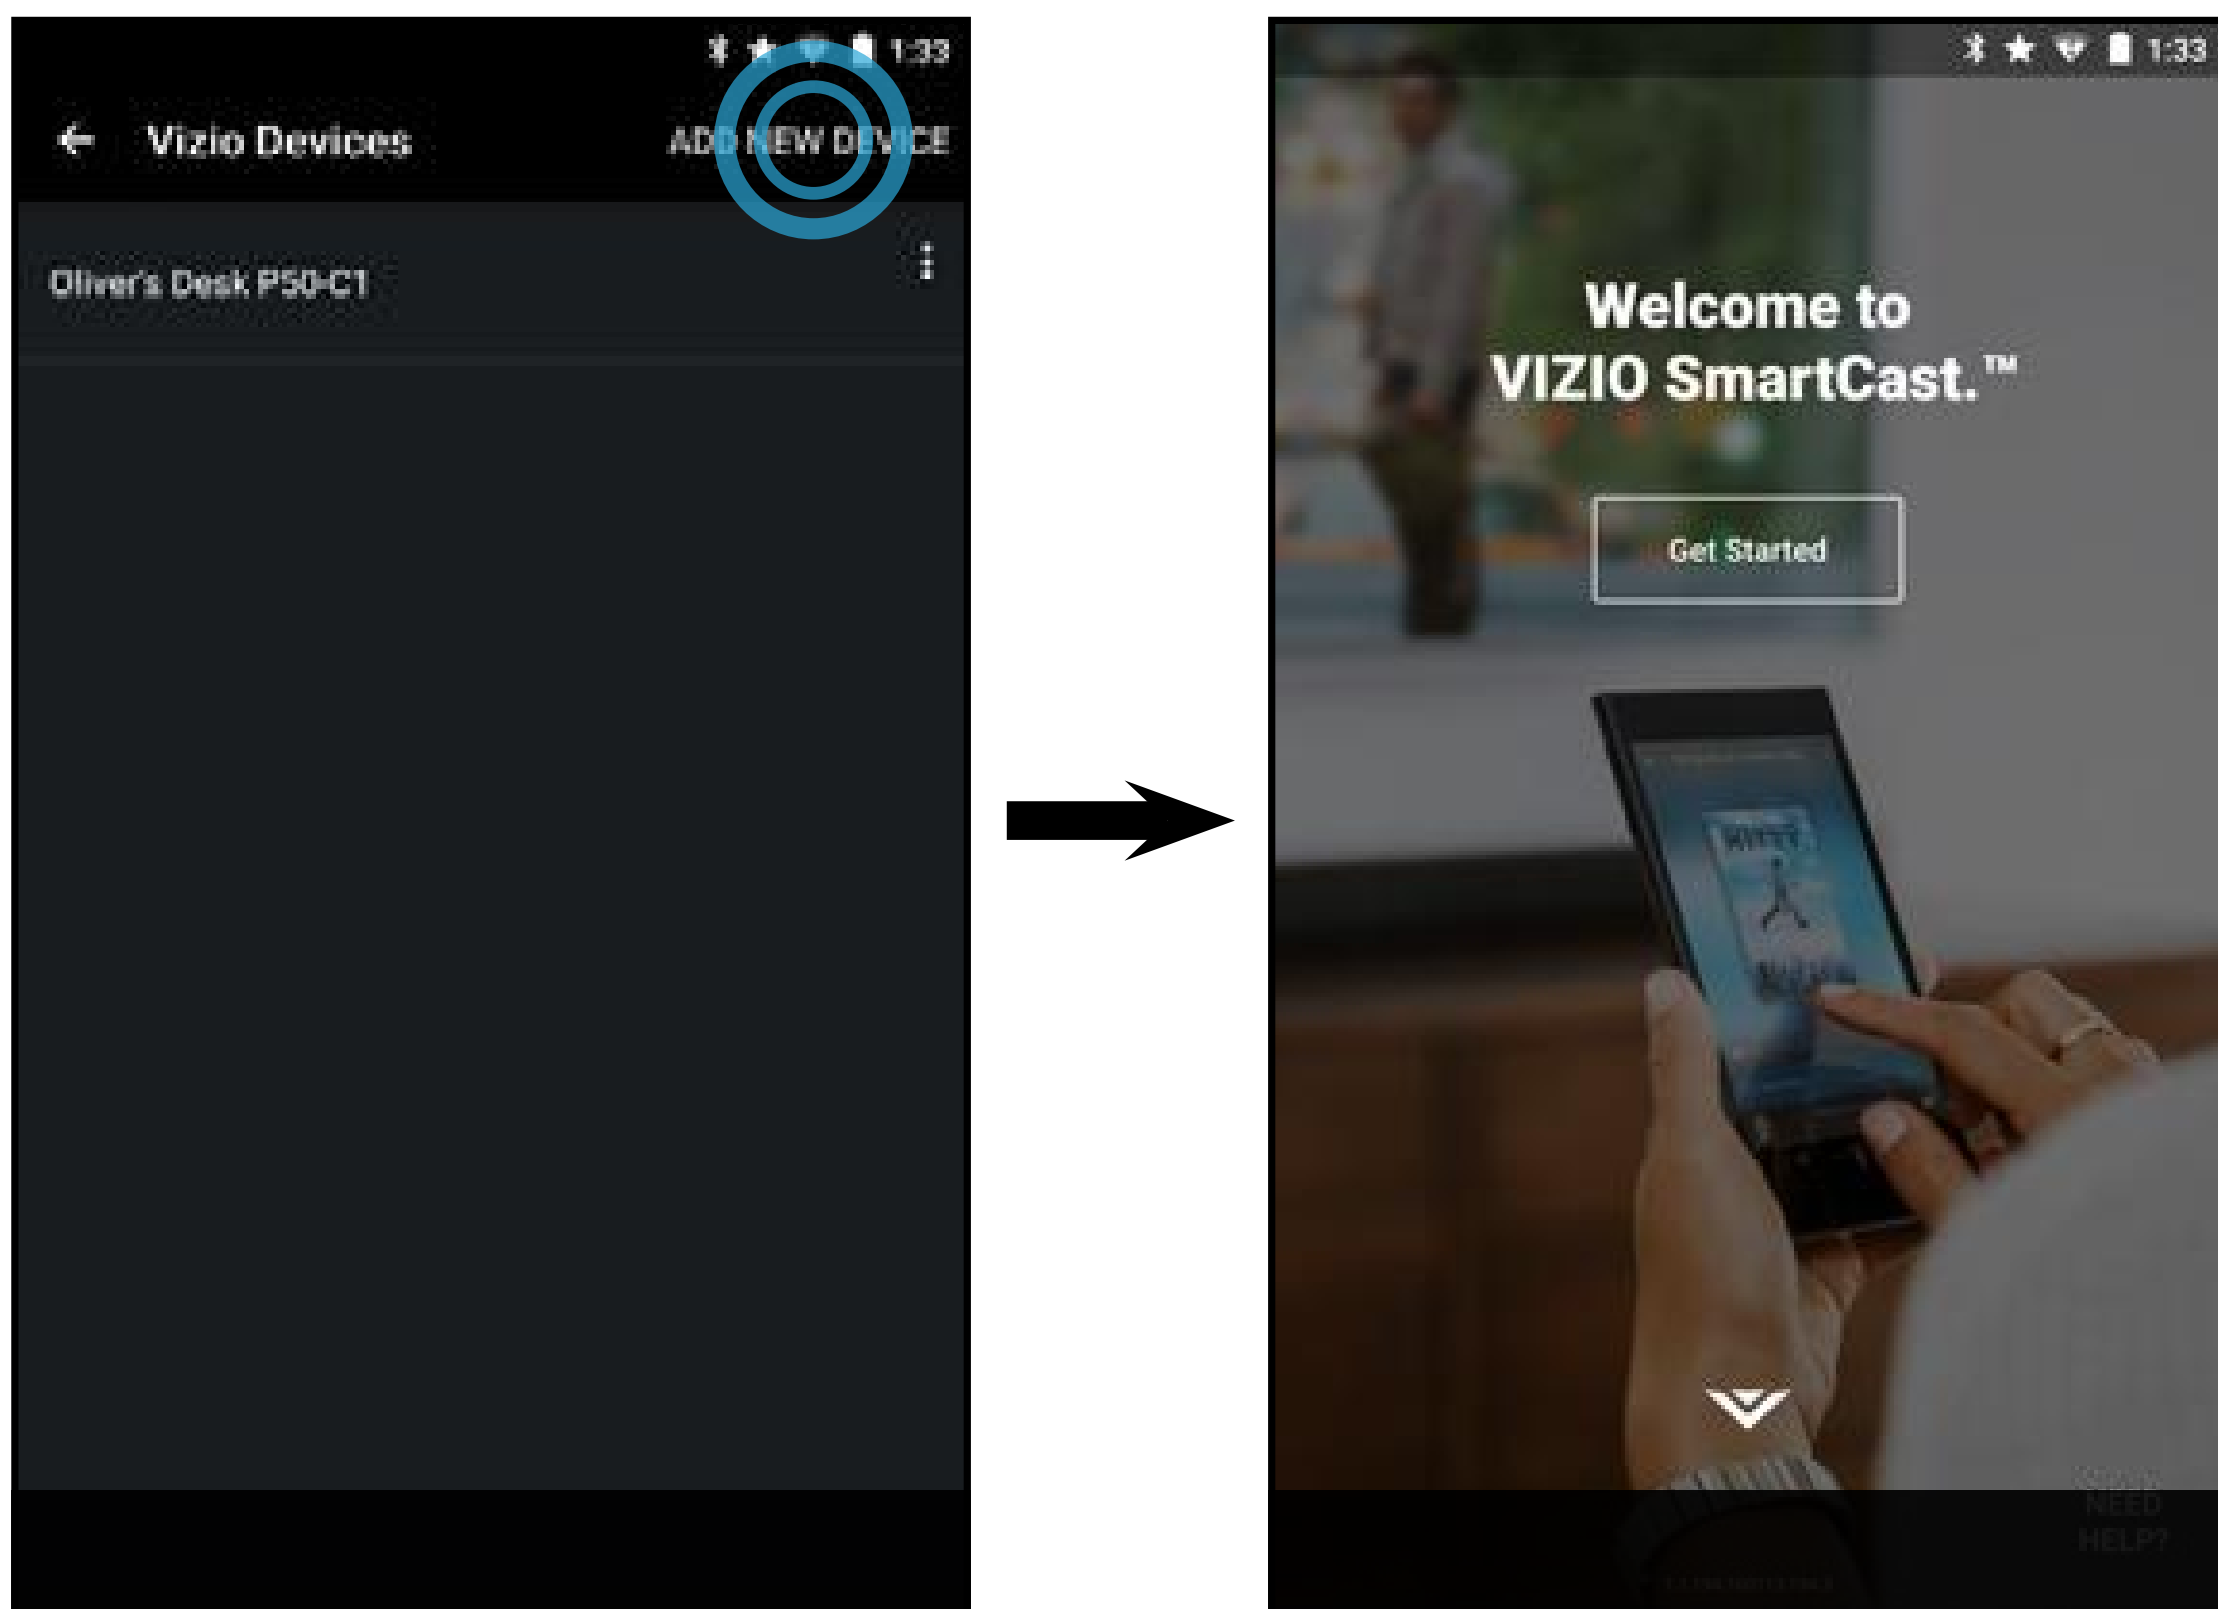 1:33
Vizio Devices
ADD NEW DEVICE
Oliver's Desk P50-C1
1:33
Welcome to
VIZIO SmartCast.™
Get Started
NEED
HELP?